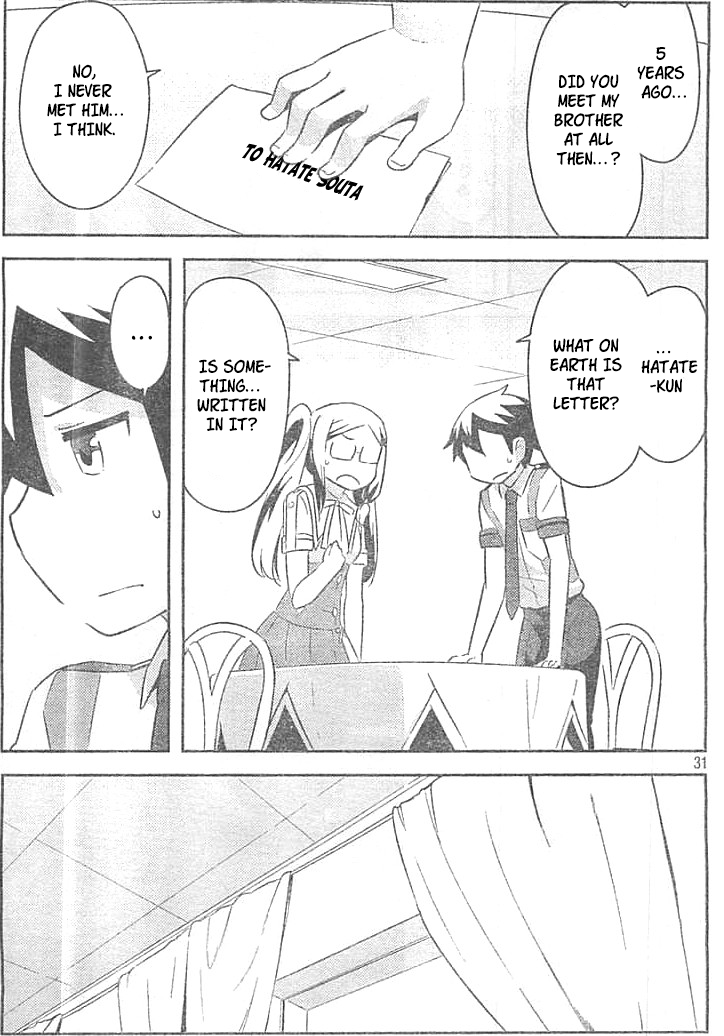 5
YEARS
AGO...
DID YOU
MEET MY
BROTHER
AT ALL
THEN...?
TO HATATE SOUTA
NO,
I NEVER
MET HIM...
I THINK.
...
HATATE
-KUN
WHAT ON
EARTH IS
THAT
LETTER?
IS SOME-
THING...
WRITTEN
IN IT?
...
31